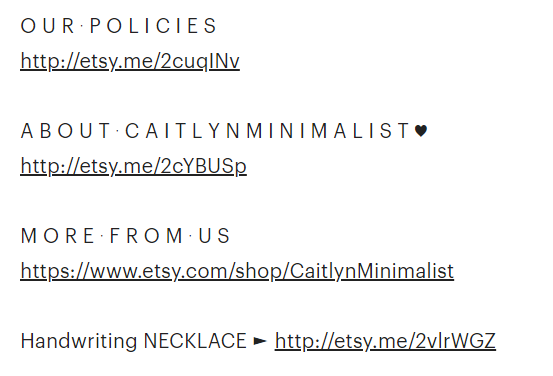 O U R · P O L I C I E S
http://etsy.me/2cuqINv
A B O U T · C A I T L Y N M I N I M A L I S T ♥
http://etsy.me/2cYBUSp
M O R E · F R O M · U S
https://www.etsy.com/shop/CaitlynMinimalist
Handwriting NECKLACE ► http://etsy.me/2vlrWGZ